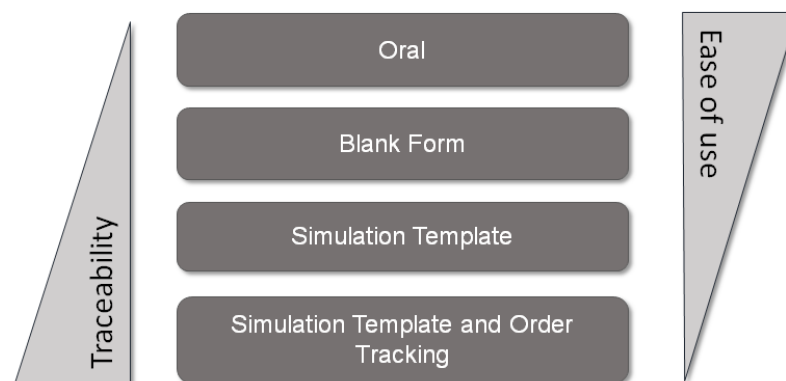 Oral
Blank Form
Simulation Template
Simulation Template and Order
Tracking
Traceability
Ease of use